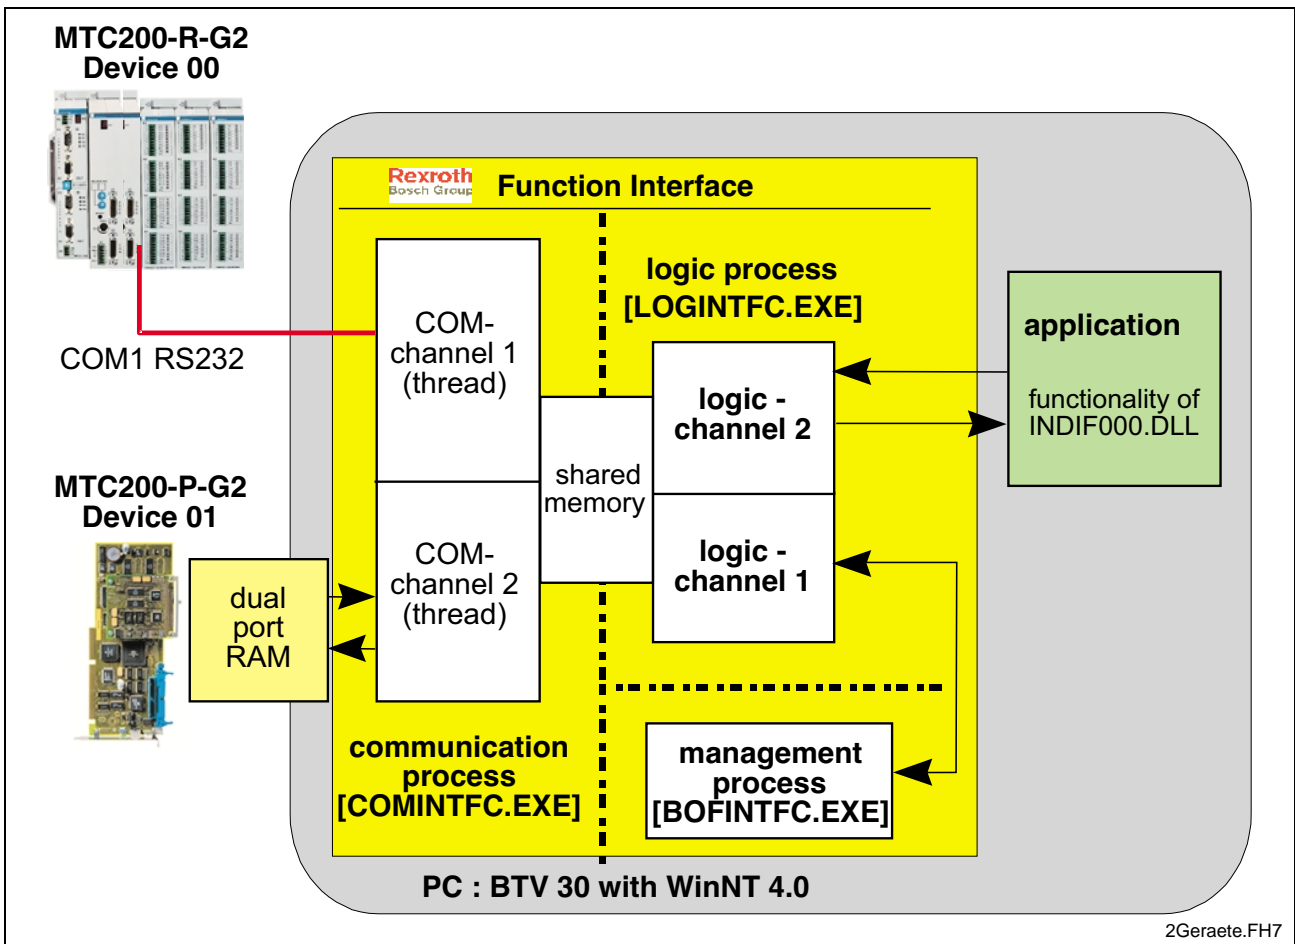 MTC200-R-G2
Device 00
Rexroth
Bosch Group
Function Interface
logic process
[LOGINTFC.EXE]
COM-
channel 1
(thread)
COM1 RS232
application
functionality of
INDIF000.DLL
logic -
channel 2
shared
memory
MTC200-P-G2
Device 01
dual
port
RAM
COM-
channel 2
(thread)
logic -
channel 1
communication
process
[COMINTFC.EXE]
management
process
[BOFINTFC.EXE]
PC : BTV 30 with WinNT 4.0
2Geraete.FH7